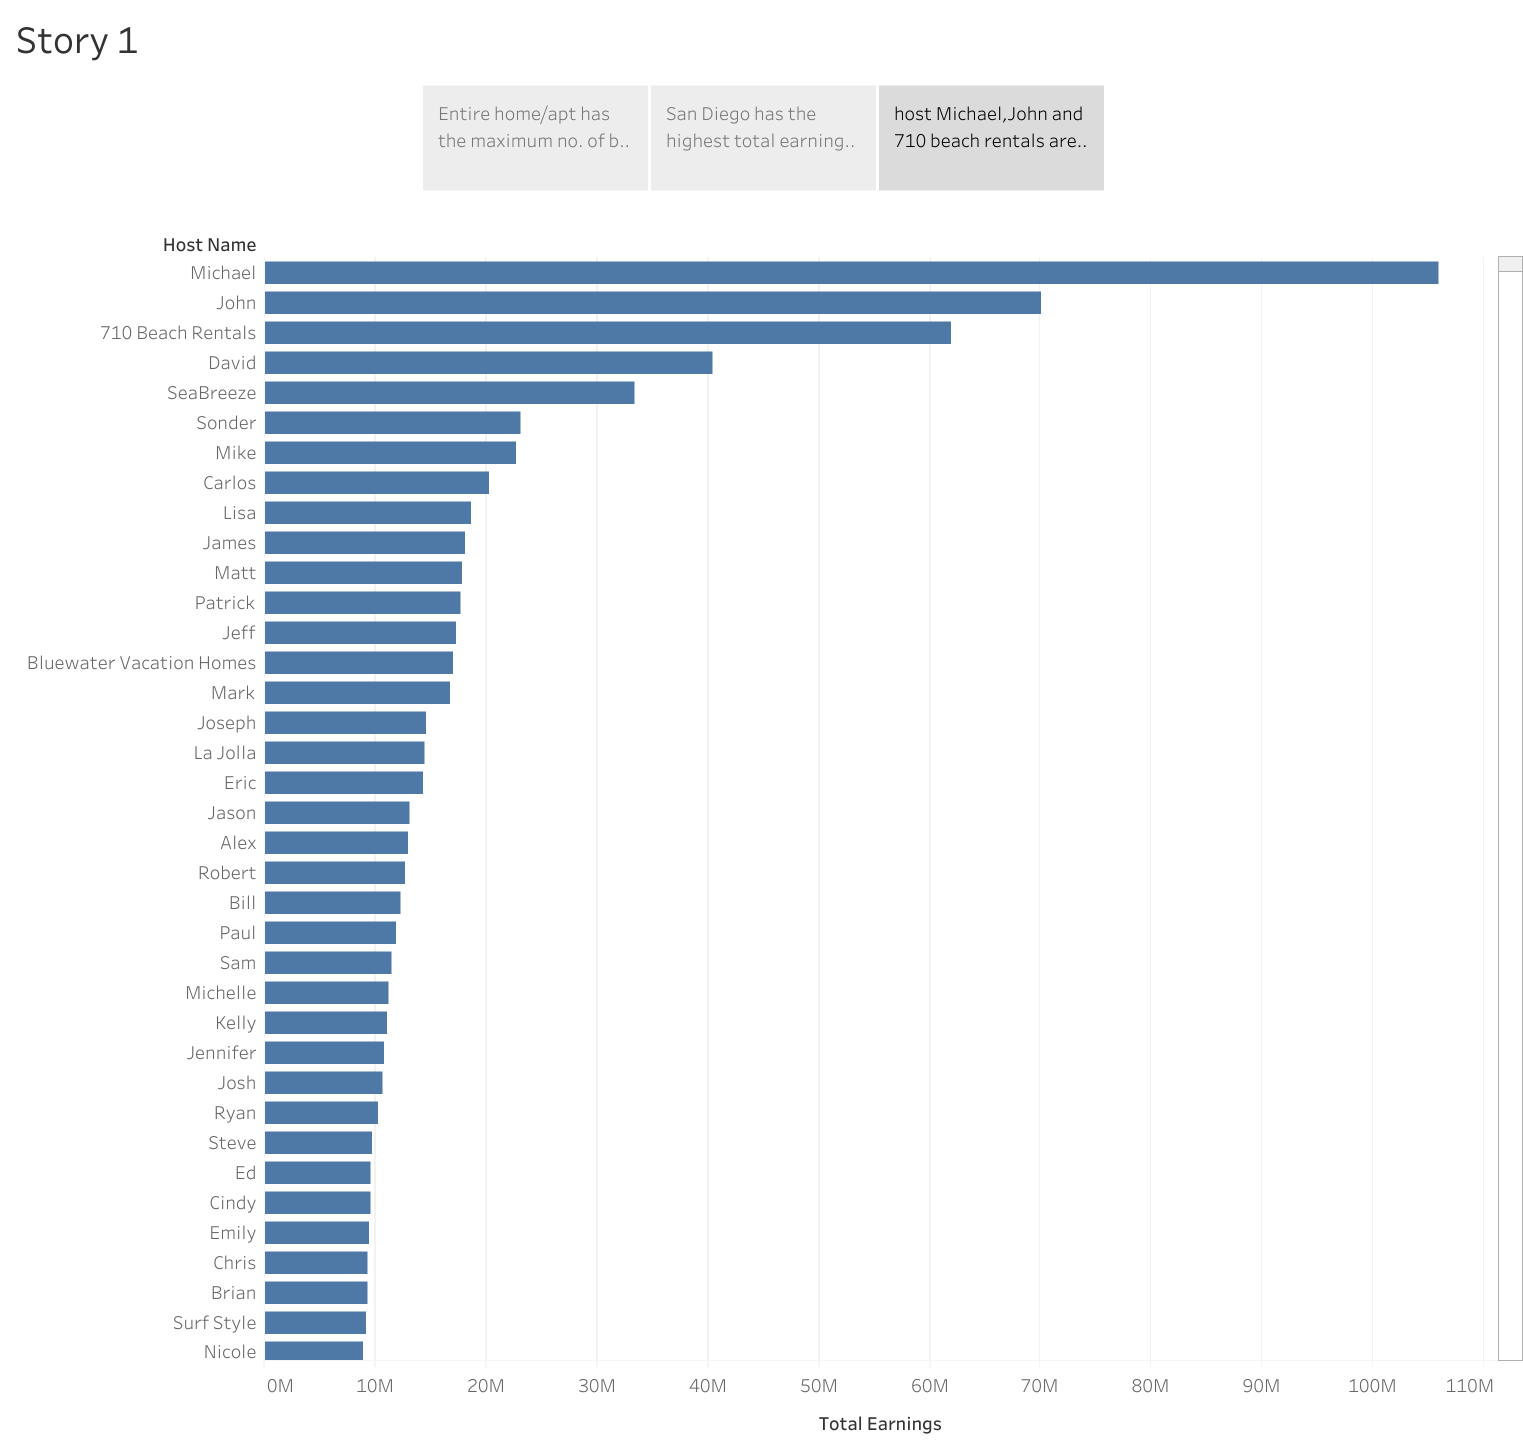 Story 1
Entire home/apt has
the maximum no. of b..
San Diego has the
highest total earning..
host Michael,John and
710 beach rentals are..
Host Name
Michael
John
710 Beach Rentals
David
SeaBreeze
Sonder
Mike
Carlos
Lisa
James
Matt
Patrick
Jeff
Bluewater Vacation Homes
Mark
Joseph
La Jolla
Eric
Jason
Alex
Robert
Bill
Paul
Sam
Michelle
Kelly
Jennifer
Josh
Ryan
Steve
Ed
Cindy
Emily
Chris
Brian
Surf Style
Nicole
0M 10M 20M 30M 40M 50M 60M 70M 80M 90M 100M 110M
Total Earnings